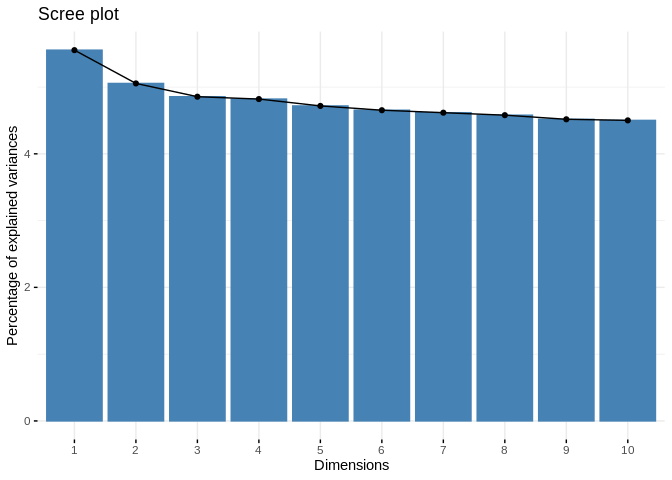 Scree plot
Percentage of explained variances
4
2
0
1 2 3 4 5 6 7 8 9 10
Dimensions